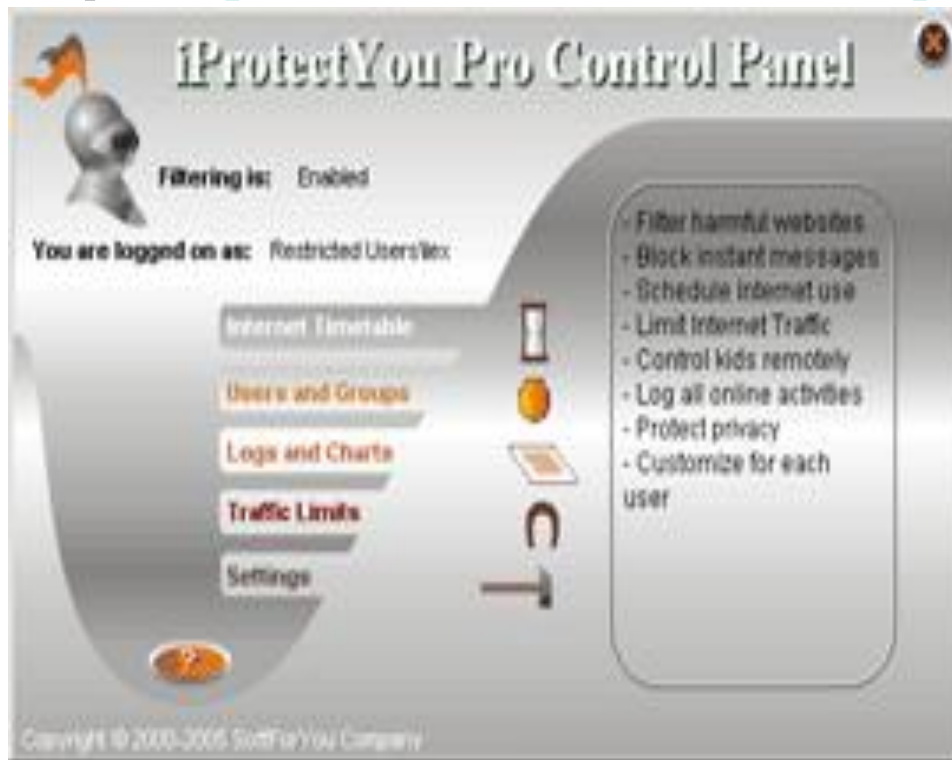 iProtectYou Pro Control Panel
Filtering is: Enabled
You are logged on as: Restricted Users\lex
Internet Timetable
Users and Groups
Logs and Charts
Traffic Limits
Settings
?
- Filter harmful websites
- Block instant messages
- Schedule Internet use
- Limit Internet Traffic
- Control kids remotely
- Log all online activities
- Protect privacy
- Customize for each
user
Copyright © 2000-2005 SoftForYou Company